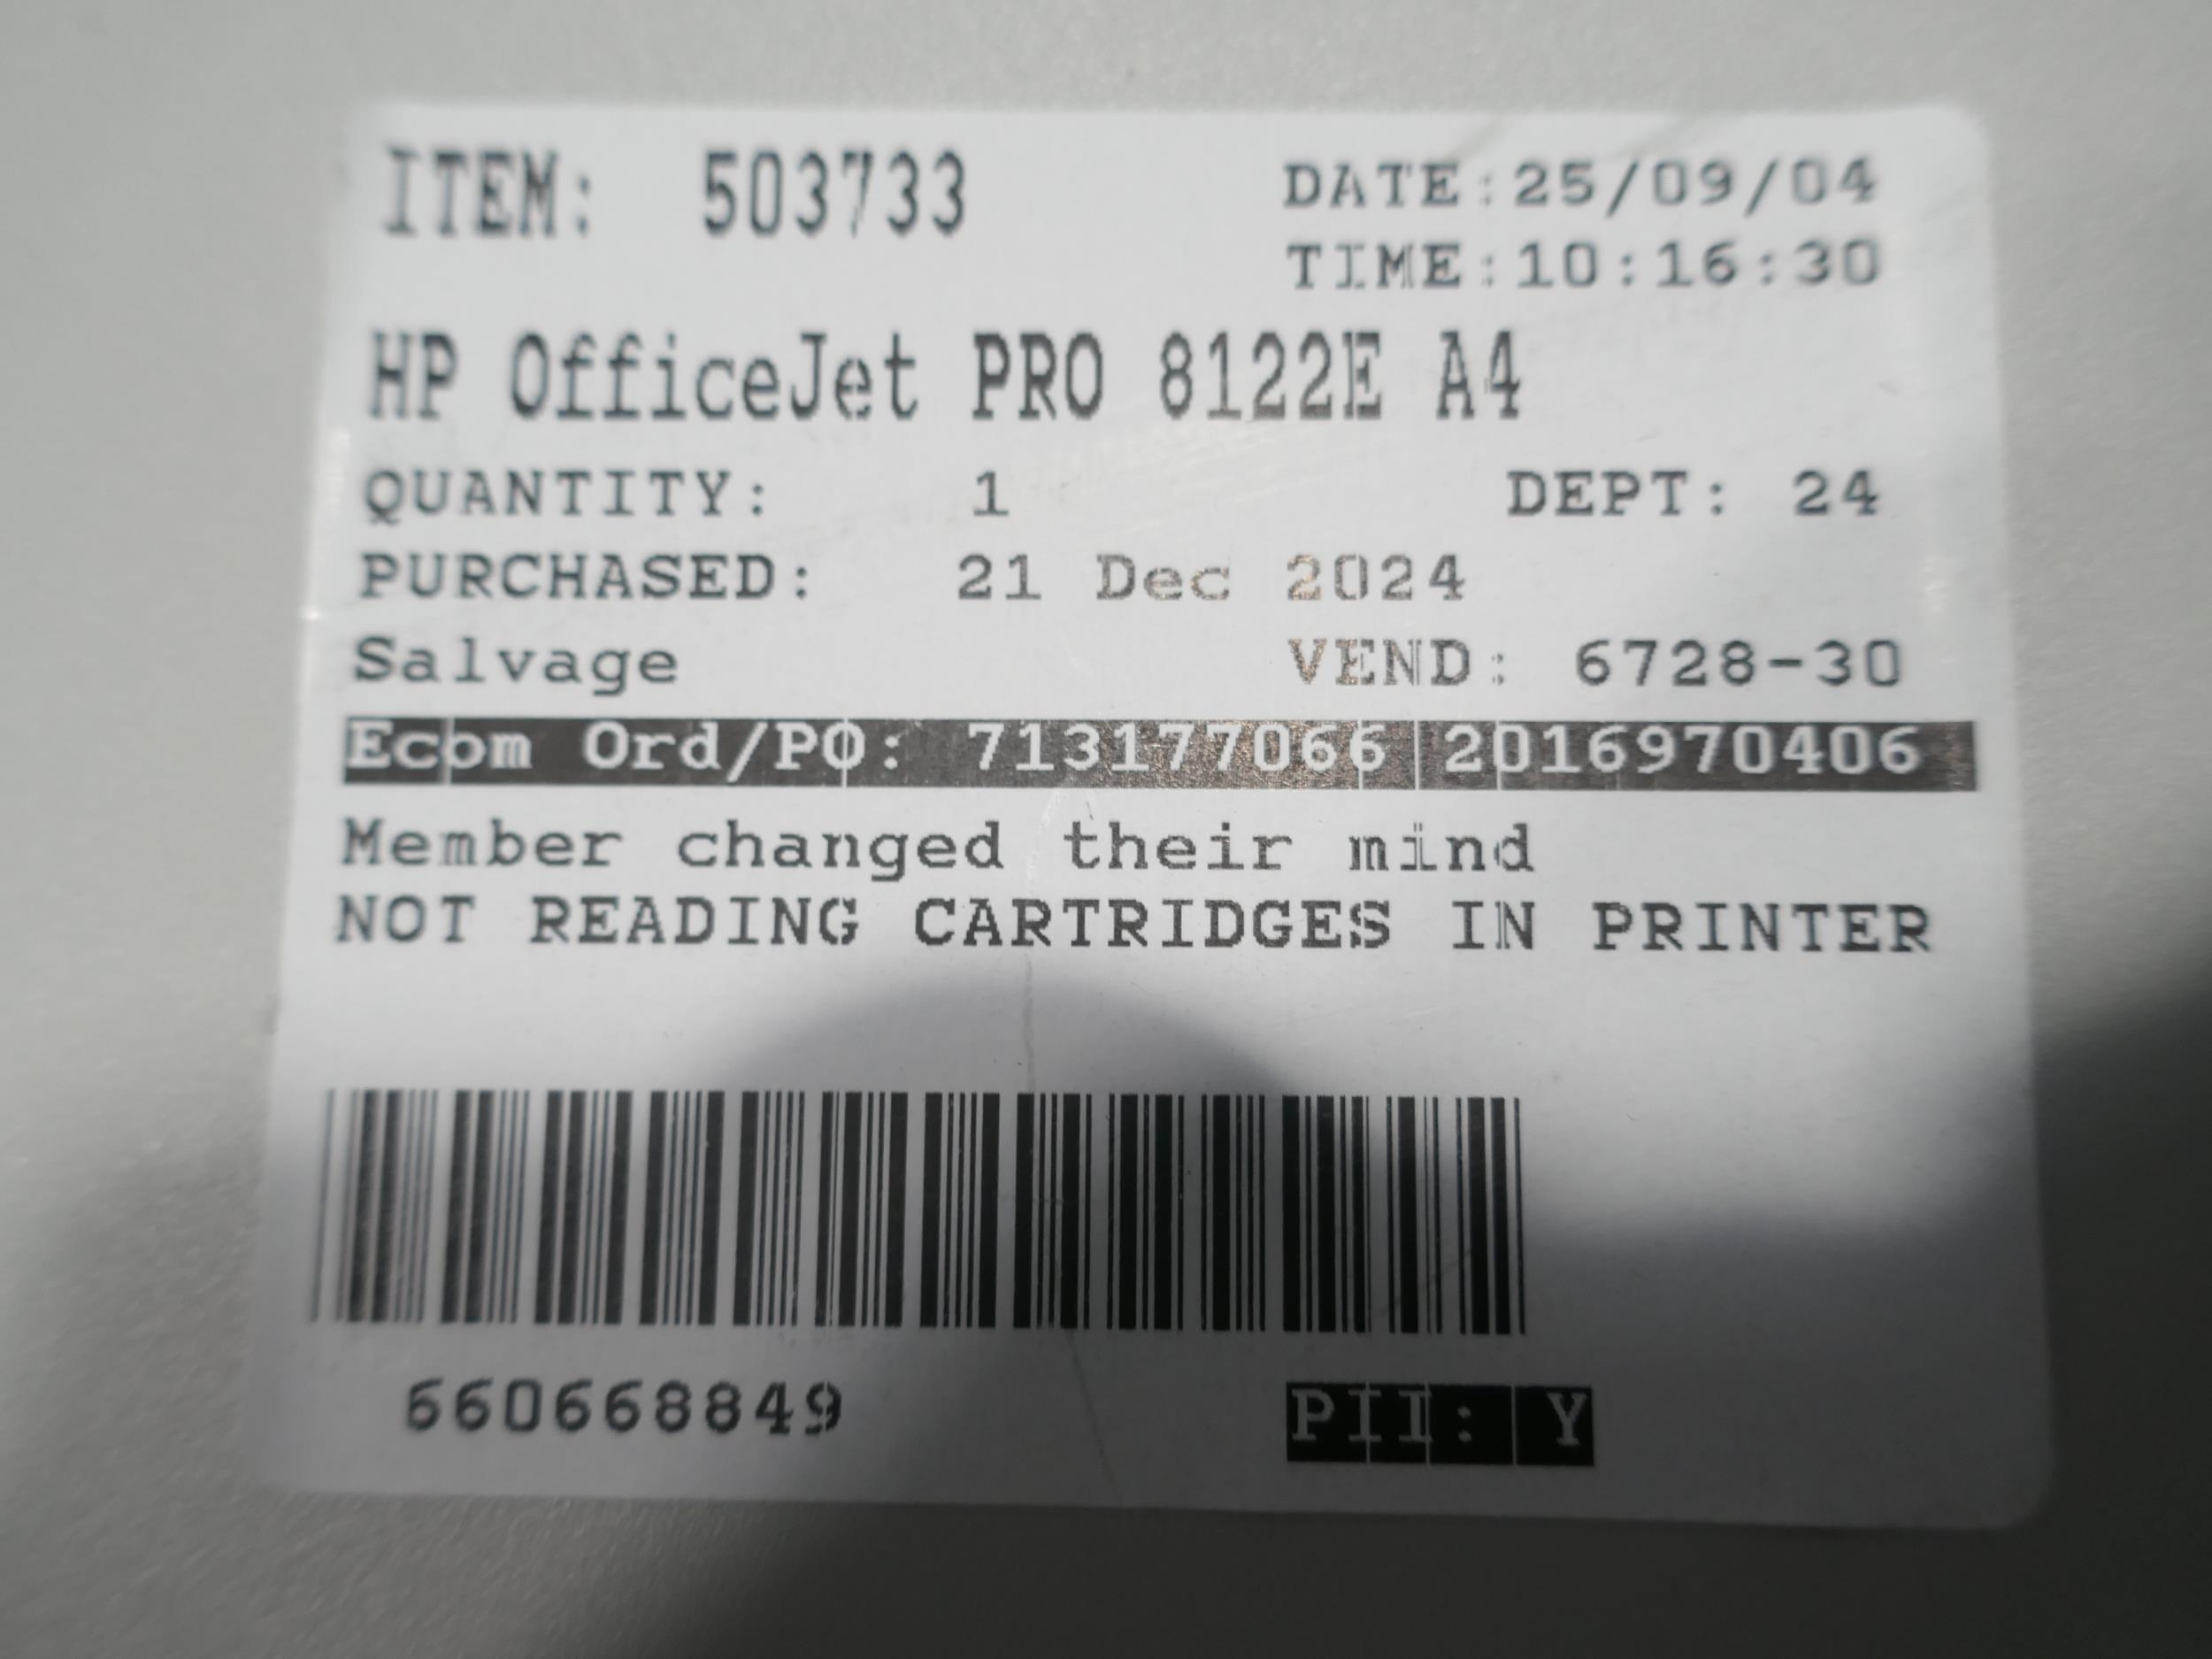 ITEM: 503733 DATE:25/09/04
TIME:10:16:30
HP OfficeJet PRO 8122E A4
QUANTITY: 1 DEPT: 24
PURCHASED: 21 Dec 2024
Salvage VEND: 6728-30
Ecom Ord/PO: 713177066 2016970406
Member changed their mind
NOT READING CARTRIDGES IN PRINTER
660668849 PII: Y